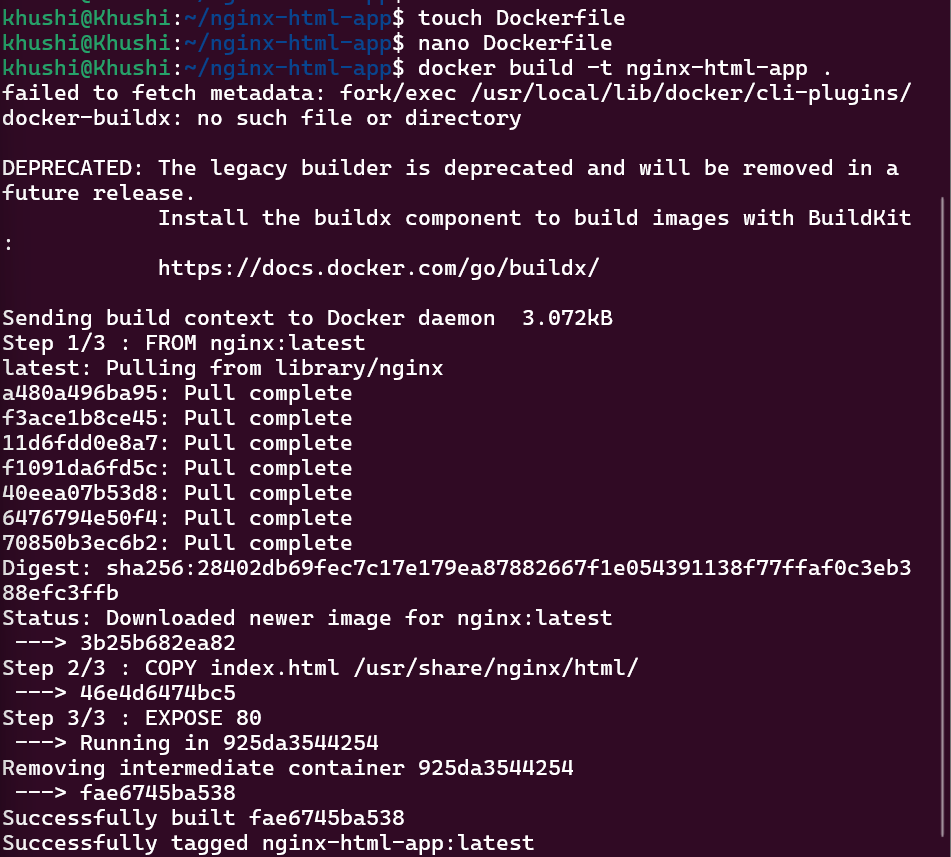 khushi@Khushi:~/nginx-html-app$ touch Dockerfile
khushi@Khushi:~/nginx-html-app$ nano Dockerfile
khushi@Khushi:~/nginx-html-app$ docker build -t nginx-html-app .
failed to fetch metadata: fork/exec /usr/local/lib/docker/cli-plugins/
docker-buildx: no such file or directory

DEPRECATED: The legacy builder is deprecated and will be removed in a
future release.
            Install the buildx component to build images with BuildKit
:
            https://docs.docker.com/go/buildx/

Sending build context to Docker daemon  3.072kB
Step 1/3 : FROM nginx:latest
latest: Pulling from library/nginx
a480a496ba95: Pull complete
f3ace1b8ce45: Pull complete
11d6fdd0e8a7: Pull complete
f1091da6fd5c: Pull complete
40eea07b53d8: Pull complete
6476794e50f4: Pull complete
70850b3ec6b2: Pull complete
Digest: sha256:28402db69fec7c17e179ea87882667f1e054391138f77ffaf0c3eb3
88efc3ffb
Status: Downloaded newer image for nginx:latest
 ---> 3b25b682ea82
Step 2/3 : COPY index.html /usr/share/nginx/html/
 ---> 46e4d6474bc5
Step 3/3 : EXPOSE 80
 ---> Running in 925da3544254
Removing intermediate container 925da3544254
 ---> fae6745ba538
Successfully built fae6745ba538
Successfully tagged nginx-html-app:latest